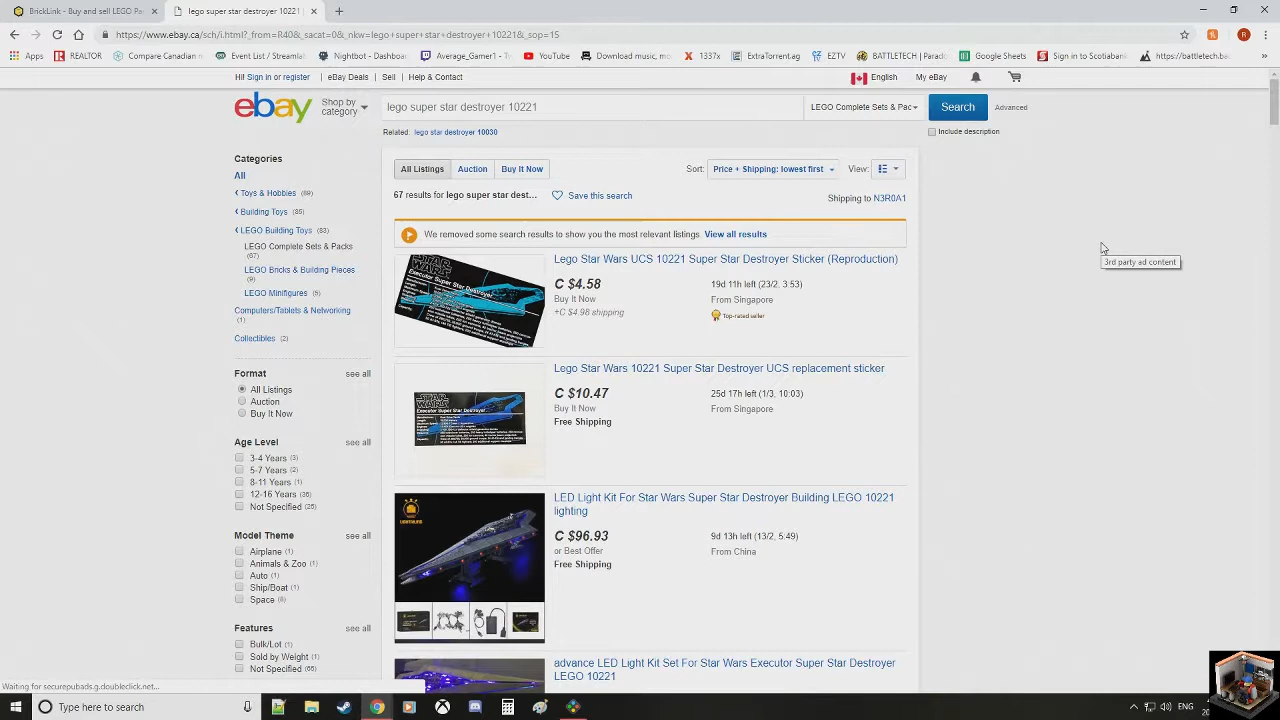 BrickLink - Buy and sell LEGO Pa
lego super star destroyer 10221
https://www.ebay.ca/sch/i.html?_from=R40&_sacat=0&_nkw=lego+super+star+destroyer+10221&_sop=15
Apps
REALTOR
Compare Canadian m
Event List / Streamlab
Nightbot - Dashboa
Average_Gamer1 - Tw
YouTube
Download music, mo
1337x
ExtraTorrent.ag
EZTV
BATTLETECH | Parado
Google Sheets
Sign in to Scotiaban
https://battletech.ba
Hi! Sign in or register
eBay Deals
Sell
Help & Contact
English
My eBay
ebay
Shop by
category
lego super star destroyer 10221
LEGO Complete Sets & Pac
Search
Advanced
Related: lego star destroyer 10030
Include description
Categories
All
Toys & Hobbies (89)
Building Toys (86)
LEGO Building Toys (83)
LEGO Complete Sets & Packs
(67)
LEGO Bricks & Building Pieces
(9)
LEGO Minifigures (5)
Computers/Tablets & Networking
(1)
Collectibles (2)
Format
see all
All Listings
Auction
Buy It Now
Age Level
see all
3-4 Years (3)
5-7 Years (2)
8-11 Years (1)
12-16 Years (36)
Not Specified (25)
Model Theme
see all
Airplane (1)
Animals & Zoo (1)
Auto (1)
Ship/Boat (1)
Space (8)
Features
see all
Bulk/Lot (1)
Sold by Weight (1)
Not Specified (65)
All Listings
Auction
Buy It Now
Sort:
Price + Shipping: lowest first
View:
67 results for lego super star dest...
Save this search
Shipping to N3R0A1
We removed some search results to show you the most relevant listings. View all results
Lego Star Wars UCS 10221 Super Star Destroyer Sticker (Reproduction)
C $4.58
Buy It Now
+C $4.98 shipping
19d 11h left (23/2, 3:53)
From Singapore
Top-rated seller
Lego Star Wars 10221 Super Star Destroyer UCS replacement sticker
C $10.47
Buy It Now
Free Shipping
25d 17h left (1/3, 10:03)
From Singapore
LED Light Kit For Star Wars Super Star Destroyer Building LEGO 10221
lighting
C $96.93
or Best Offer
Free Shipping
9d 13h left (13/2, 5:49)
From China
advance LED Light Kit Set For Star Wars Executor Super Star Destroyer
LEGO 10221
3rd party ad content
Waiting for securepubads.g.doubleclick.net...
Type here to search
ENG